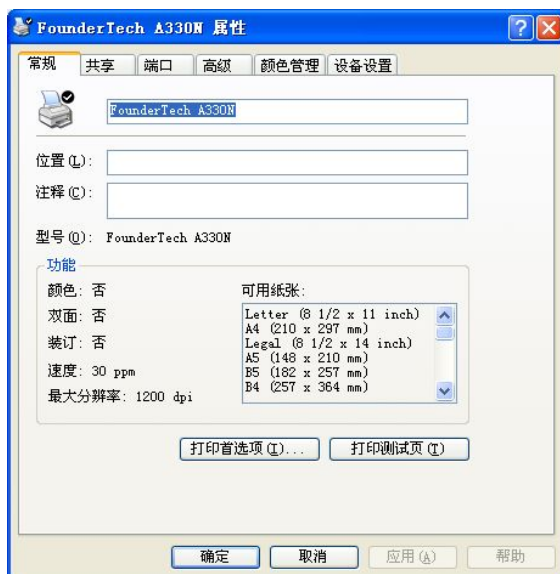 FounderTech A330N 属性
常规 共享 端口 高级 颜色管理 设备设置
FounderTech A330N
位置(L):
注释(C):
型号(O): FounderTech A330N
功能
颜色: 否
双面: 否
装订: 否
速度: 30 ppm
最大分辨率: 1200 dpi
可用纸张:
Letter (8 1/2 x 11 inch)
A4 (210 x 297 mm)
Legal (8 1/2 x 14 inch)
A5 (148 x 210 mm)
B5 (182 x 257 mm)
B4 (257 x 364 mm)
打印首选项(I)... 打印测试页(T)
确定 取消 应用(A) 帮助